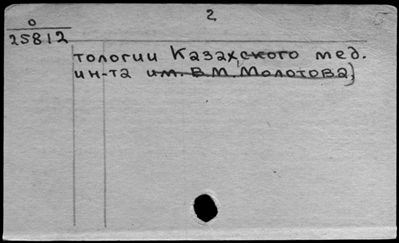 2
0
25812
тологии Казахского мед.
ин-та им. В.М. Молотова)